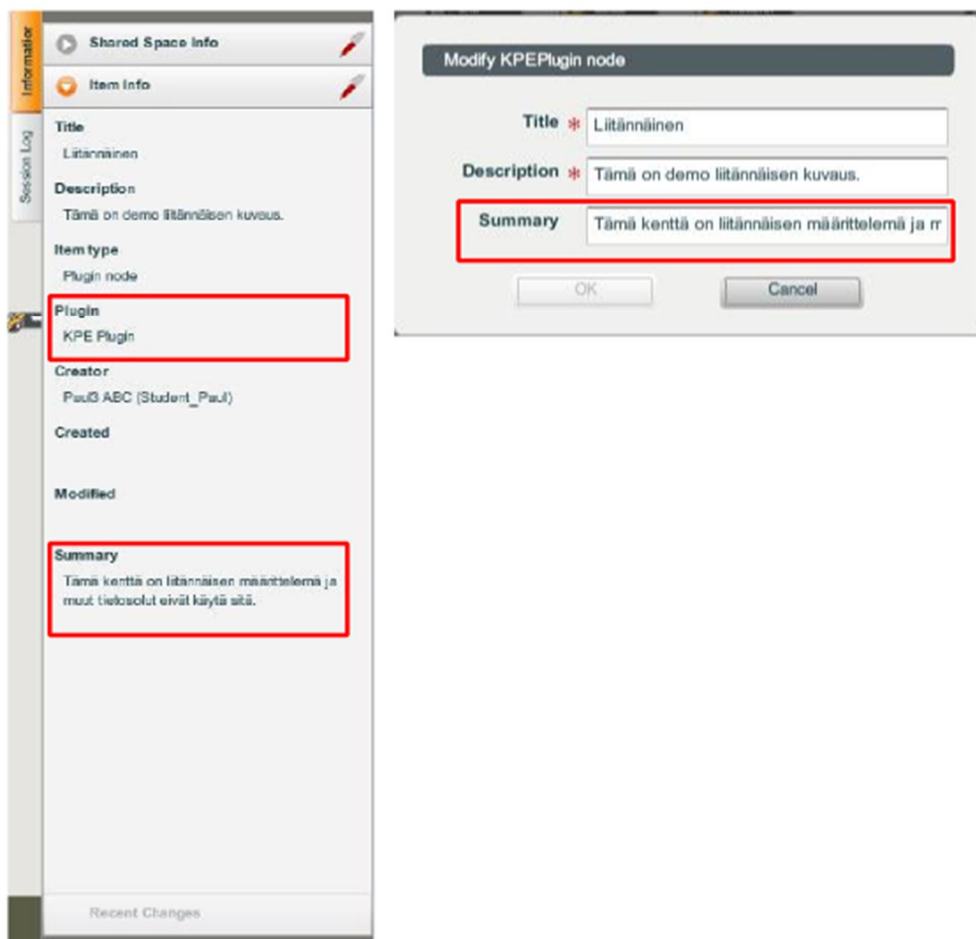 Information
Session Log
Shared Space Info
Item Info
Title
Liitännäinen
Description
Tämä on demo liitännäisen kuvaus.
Item type
Plugin node
Plugin
KPE Plugin
Creator
Paul3 ABC (Student_Paul)
Created
Modified
Summary
Tämä kenttä on liitännäisen määrittelemä ja
muut tietosolut eivät käytä sitä.
Recent Changes
Modify KPEPlugin node
Title * Liitännäinen
Description * Tämä on demo liitännäisen kuvaus.
Summary Tämä kenttä on liitännäisen määrittelemä ja m
OK Cancel